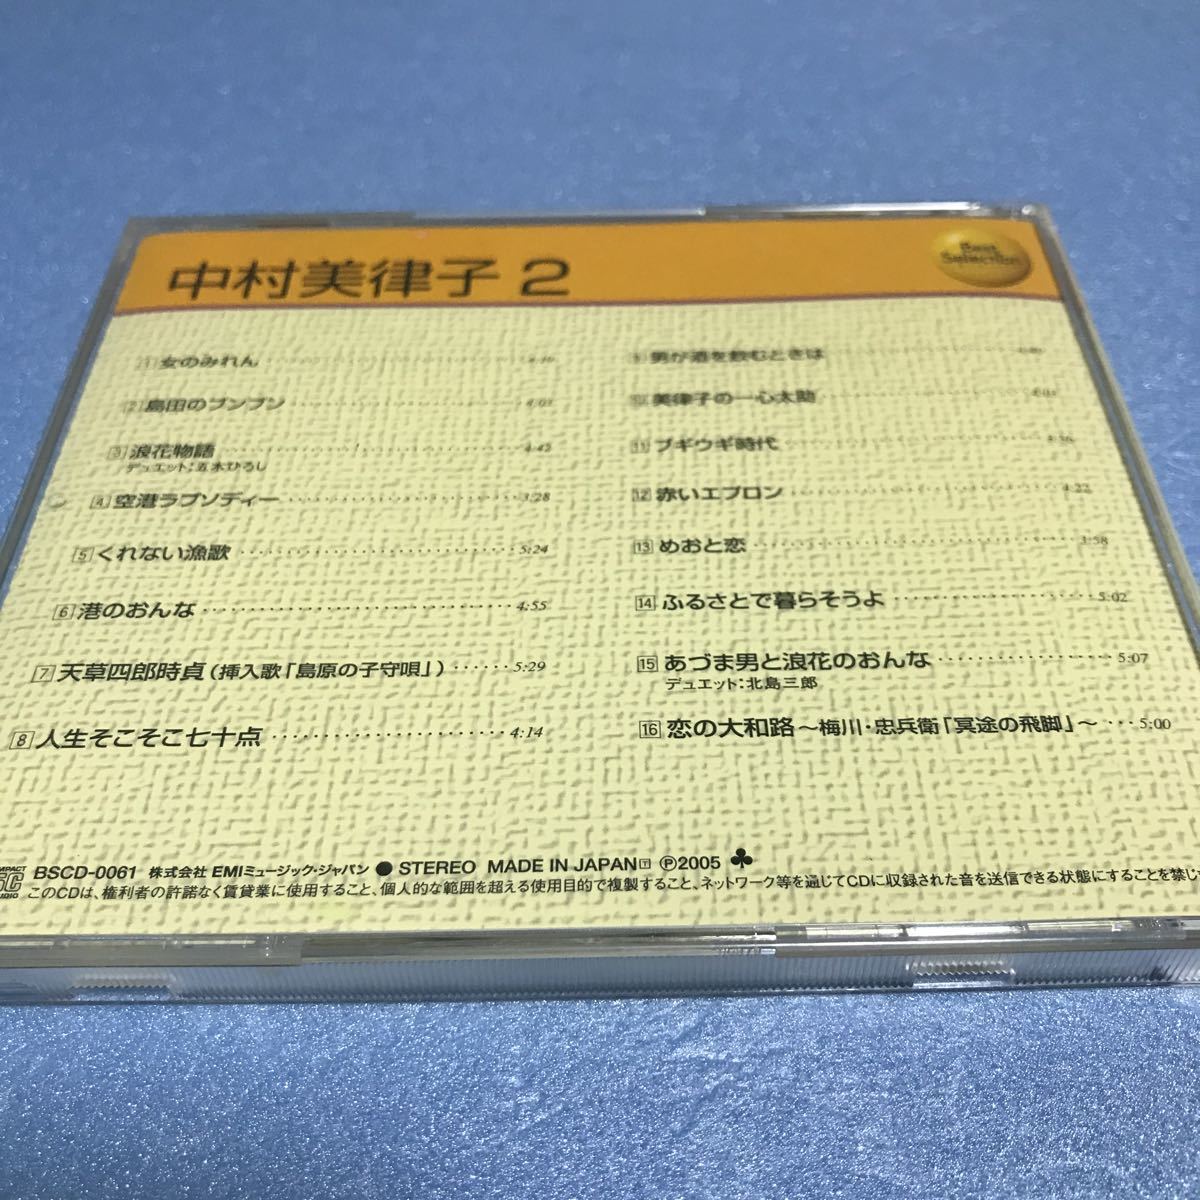 中村美律子 2
Best
Selection
1 女のみれん
2 島田のブンブン 4:03
3 浪花物語 4:42
デュエット:五木ひろし
4 空港ラプソディー 3:28
5 くれない漁歌 5:24
6 港のおんな 4:55
7 天草四郎時貞(挿入歌「島原の子守唄」) 5:29
8 人生そこそこ七十点 4:14
9 男が酒を飲むときは
10 美律子の一心太助
11 ブギウギ時代 4:36
12 赤いエプロン 4:22
13 めおと恋 3:58
14 ふるさとで暮らそうよ 5:02
15 あづま男と浪花のおんな 5:07
デュエット:北島三郎
16 恋の大和路〜梅川・忠兵衛「冥途の飛脚」〜 5:00
BSCD-0061 株式会社 EMIミュージック・ジャパン ● STEREO MADE IN JAPAN ℗2005 ♣
このCDは、権利者の許諾なく賃貸業に使用すること、個人的な範囲を超える使用目的で複製すること、ネットワーク等を通じてCDに収録された音を送信できる状態にすることを禁じ